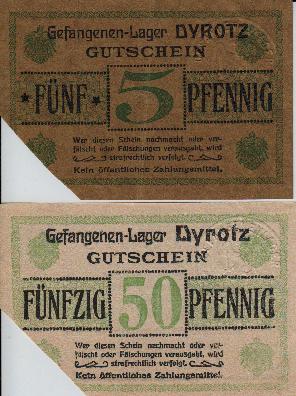 Gefangenen-Lager DYROTZ
GUTSCHEIN
FÜNF 5 PFENNIG
Wer diesen Schein nachmacht oder ver-
fälscht oder Fälschungen verausgabt, wird
strafrechtlich verfolgt.
Kein öffentliches Zahlungsmittel.
Gefangenen-Lager Dyrotz
GUTSCHEIN
FÜNFZIG 50 PFENNIG
Wer diesen Schein nachmacht oder ver-
fälscht oder Fälschungen verausgabt, wird
strafrechtlich verfolgt.
Kein öffentliches Zahlungsmittel.